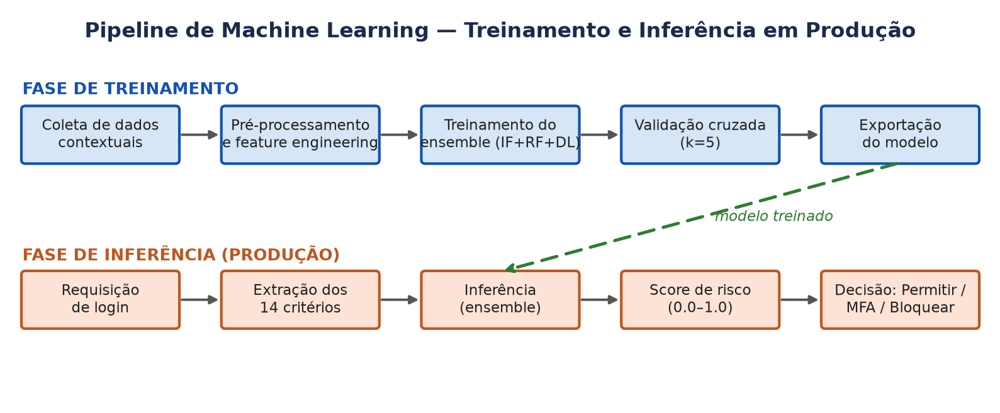 Pipeline de Machine Learning — Treinamento e Inferência em Produção
FASE DE TREINAMENTO
Coleta de dados
contextuais
Pré-processamento
e feature engineering
Treinamento do
ensemble (IF+RF+DL)
Validação cruzada
(k=5)
Exportação
do modelo
modelo treinado
FASE DE INFERÊNCIA (PRODUÇÃO)
Requisição
de login
Extração dos
14 critérios
Inferência
(ensemble)
Score de risco
(0.0–1.0)
Decisão: Permitir /
MFA / Bloquear